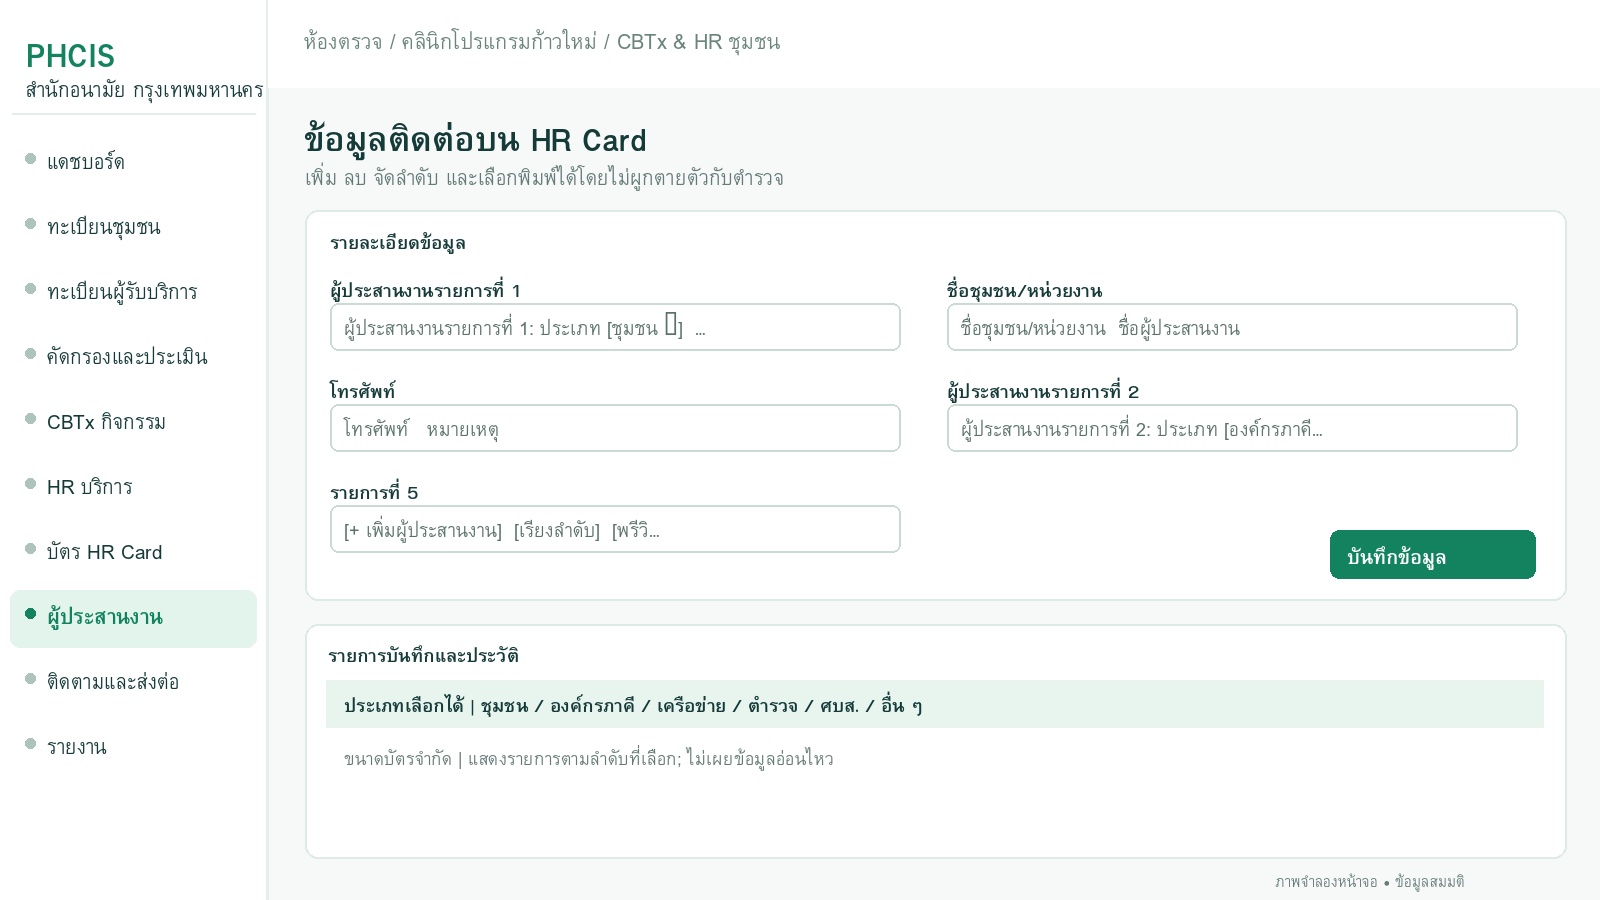 PHCIS
สำนักอนามัย กรุงเทพมหานคร
แดชบอร์ด
ทะเบียนชุมชน
ทะเบียนผู้รับบริการ
คัดกรองและประเมิน
CBTx กิจกรรม
HR บริการ
บัตร HR Card
ผู้ประสานงาน
ติดตามและส่งต่อ
รายงาน
ห้องตรวจ / คลินิกโปรแกรมก้าวใหม่ / CBTx & HR ชุมชน
ข้อมูลติดต่อบน HR Card
เพิ่ม ลบ จัดลำดับ และเลือกพิมพ์ได้โดยไม่ผูกตายตัวกับตำรวจ
รายละเอียดข้อมูล
ผู้ประสานงานรายการที่ 1
ผู้ประสานงานรายการที่ 1: ประเภท [ชุมชน ▯] ...
ชื่อชุมชน/หน่วยงาน
ชื่อชุมชน/หน่วยงาน ชื่อผู้ประสานงาน
โทรศัพท์
โทรศัพท์ หมายเหตุ
ผู้ประสานงานรายการที่ 2
ผู้ประสานงานรายการที่ 2: ประเภท [องค์กรภาคี...
รายการที่ 5
[+ เพิ่มผู้ประสานงาน] [เรียงลำดับ] [พรีวิ...
บันทึกข้อมูล
รายการบันทึกและประวัติ
ประเภทเลือกได้ | ชุมชน / องค์กรภาคี / เครือข่าย / ตำรวจ / ศบส. / อื่น ๆ
ขนาดบัตรจำกัด | แสดงรายการตามลำดับที่เลือก; ไม่เผยข้อมูลอ่อนไหว
ภาพจำลองหน้าจอ • ข้อมูลสมมติ